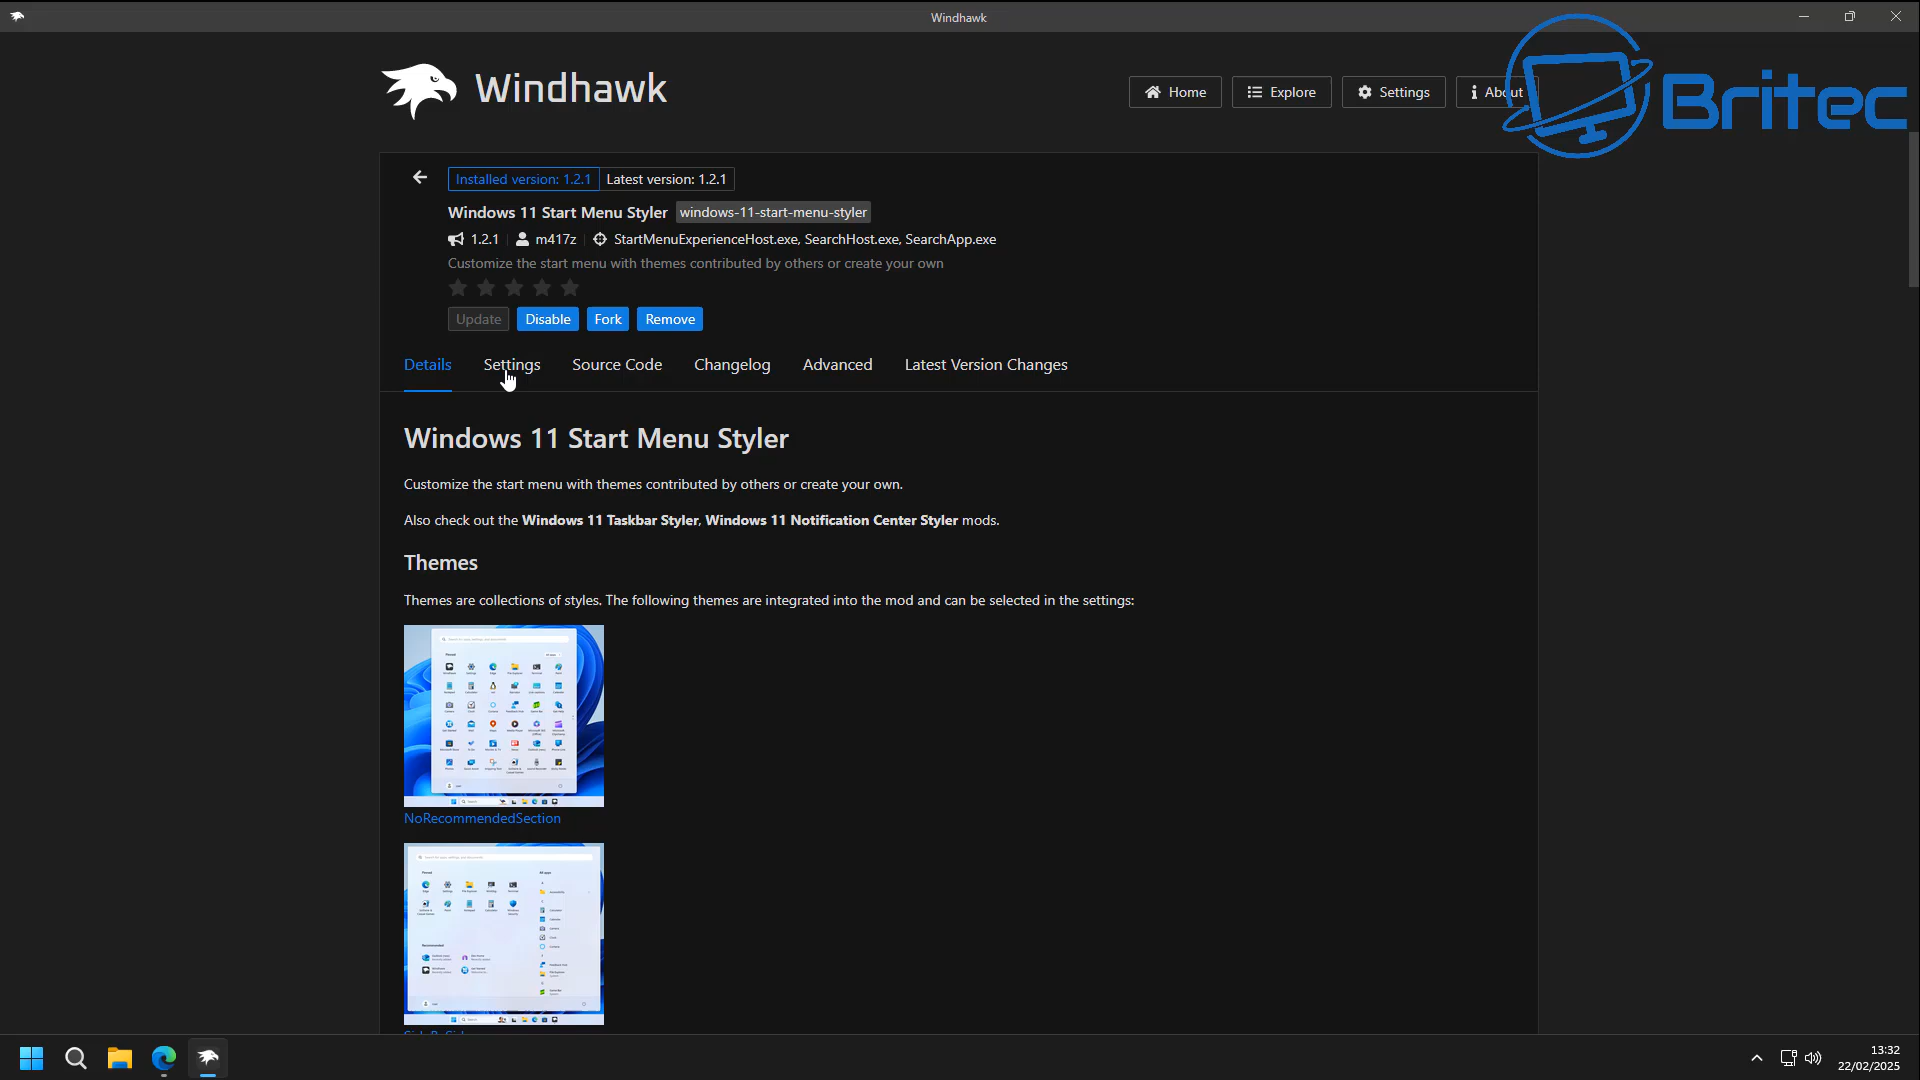 Windhawk
Windhawk
Home
Explore
Settings
About
Britec
Installed version: 1.2.1
Latest version: 1.2.1
Windows 11 Start Menu Styler
windows-11-start-menu-styler
1.2.1
m417z
StartMenuExperienceHost.exe, SearchHost.exe, SearchApp.exe
Customize the start menu with themes contributed by others or create your own
Update
Disable
Fork
Remove
Details
Settings
Source Code
Changelog
Advanced
Latest Version Changes
Windows 11 Start Menu Styler
Customize the start menu with themes contributed by others or create your own.
Also check out the Windows 11 Taskbar Styler, Windows 11 Notification Center Styler mods.
Themes
Themes are collections of styles. The following themes are integrated into the mod and can be selected in the settings:
NoRecommendedSection
13:32
22/02/2025